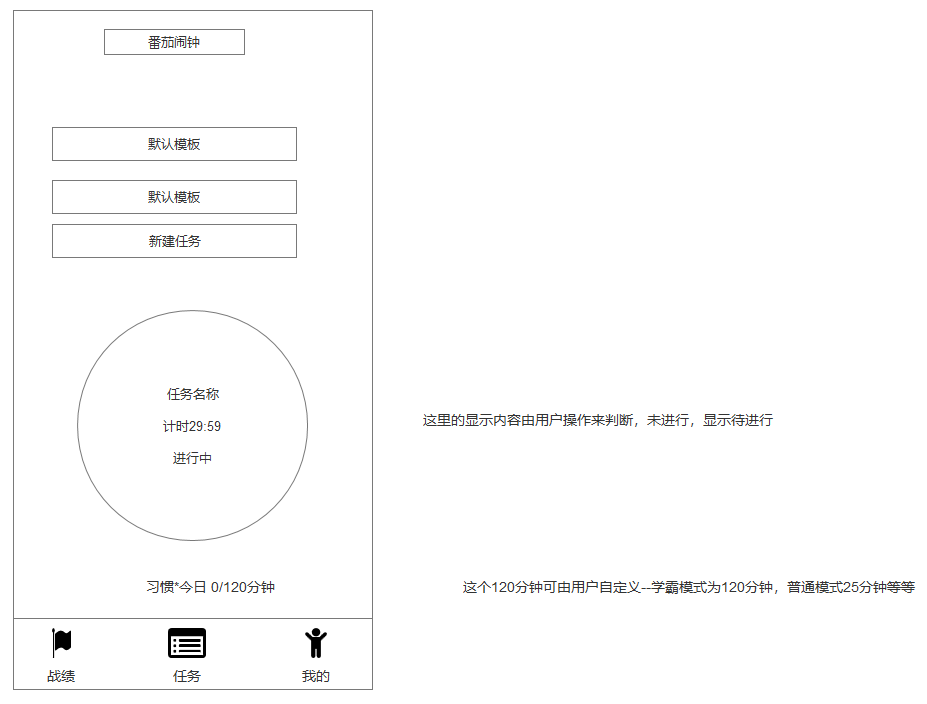 番茄闹钟
默认模板
默认模板
新建任务
任务名称
计时29:59
进行中
这里的显示内容由用户操作来判断，未进行，显示待进行
习惯*今日 0/120分钟
这个120分钟可由用户自定义--学霸模式为120分钟，普通模式25分钟等等
战绩
任务
我的